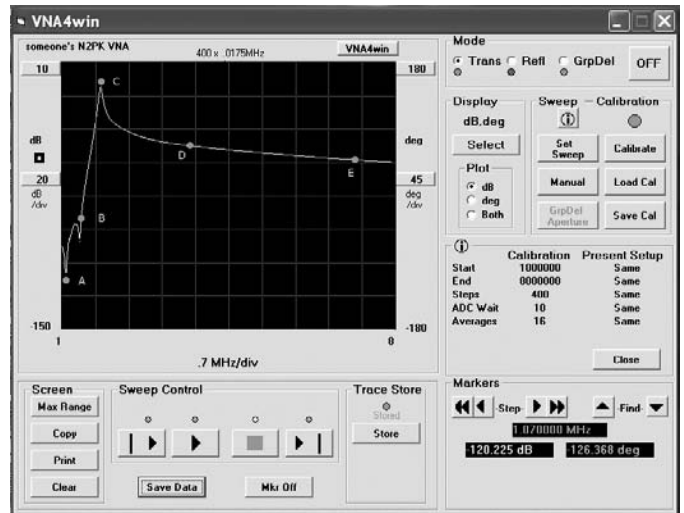 VNA4win
someone's N2PK VNA
400 x .0175MHz
VNA4win
10
180
dB
deg
20
dB
/div
45
deg
/div
-150
-180
1
8
.7 MHz/div
A
B
C
D
E
Mode
Trans
Refl
GrpDel
OFF
Display
dB.deg
Select
Plot
dB
deg
Both
Sweep
Calibration
Set
Sweep
Calibrate
Manual
Load Cal
GrpDel
Aperture
Save Cal
Calibration Present Setup
Start 1000000 Same
End 0000000 Same
Steps 400 Same
ADC Wait 10 Same
Averages 16 Same
Close
Screen
Max Range
Copy
Print
Clear
Sweep Control
Save Data
Mkr Off
Trace Store
Stored
Store
Markers
Step
Find
1.070000 MHz
-120.225 dB
-126.368 deg